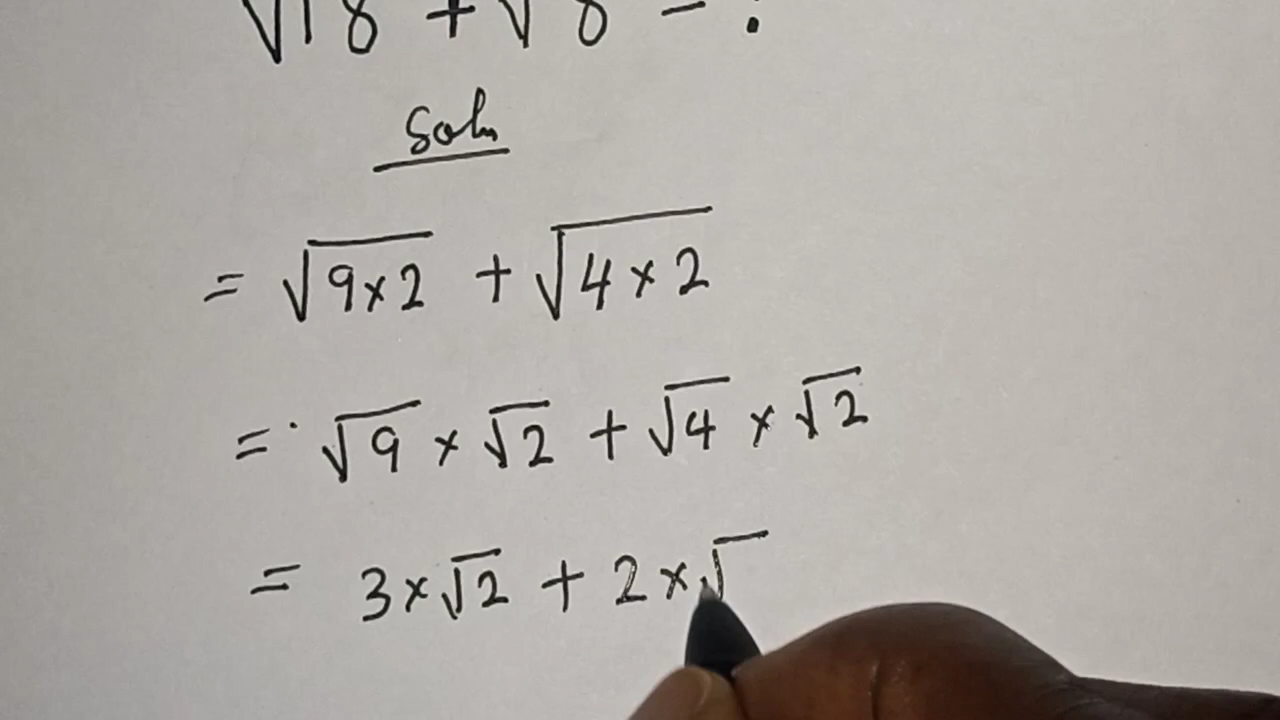 √18 + √8 = ?
Soln
= √9×2 + √4×2
= √9 × √2 + √4 × √2
= 3×√2 + 2×√